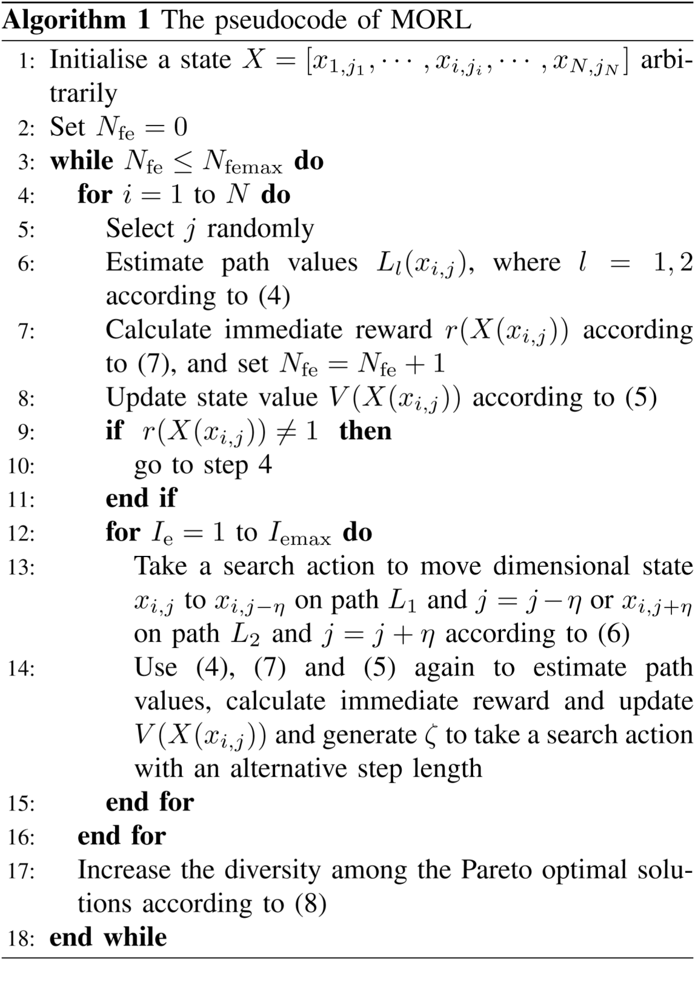 Algorithm 1 The pseudocode of MORL
1: Initialise a state $X = [x_{1,j_1}, \cdots, x_{i,j_i}, \cdots, x_{N,j_N}]$ arbi-
trarily
2: Set $N_{\text{fe}} = 0$
3: while $N_{\text{fe}} \leq N_{\text{femax}}$ do
4: for $i = 1$ to $N$ do
5: Select $j$ randomly
6: Estimate path values $L_l(x_{i,j})$, where $l = 1, 2$
according to (4)
7: Calculate immediate reward $r(X(x_{i,j}))$ according
to (7), and set $N_{\text{fe}} = N_{\text{fe}} + 1$
8: Update state value $V(X(x_{i,j}))$ according to (5)
9: if $r(X(x_{i,j})) \neq 1$ then
10: go to step 4
11: end if
12: for $I_{\text{e}} = 1$ to $I_{\text{emax}}$ do
13: Take a search action to move dimensional state
$x_{i,j}$ to $x_{i,j-\eta}$ on path $L_1$ and $j = j - \eta$ or $x_{i,j+\eta}$
on path $L_2$ and $j = j + \eta$ according to (6)
14: Use (4), (7) and (5) again to estimate path
values, calculate immediate reward and update
$V(X(x_{i,j}))$ and generate $\zeta$ to take a search action
with an alternative step length
15: end for
16: end for
17: Increase the diversity among the Pareto optimal solu-
tions according to (8)
18: end while